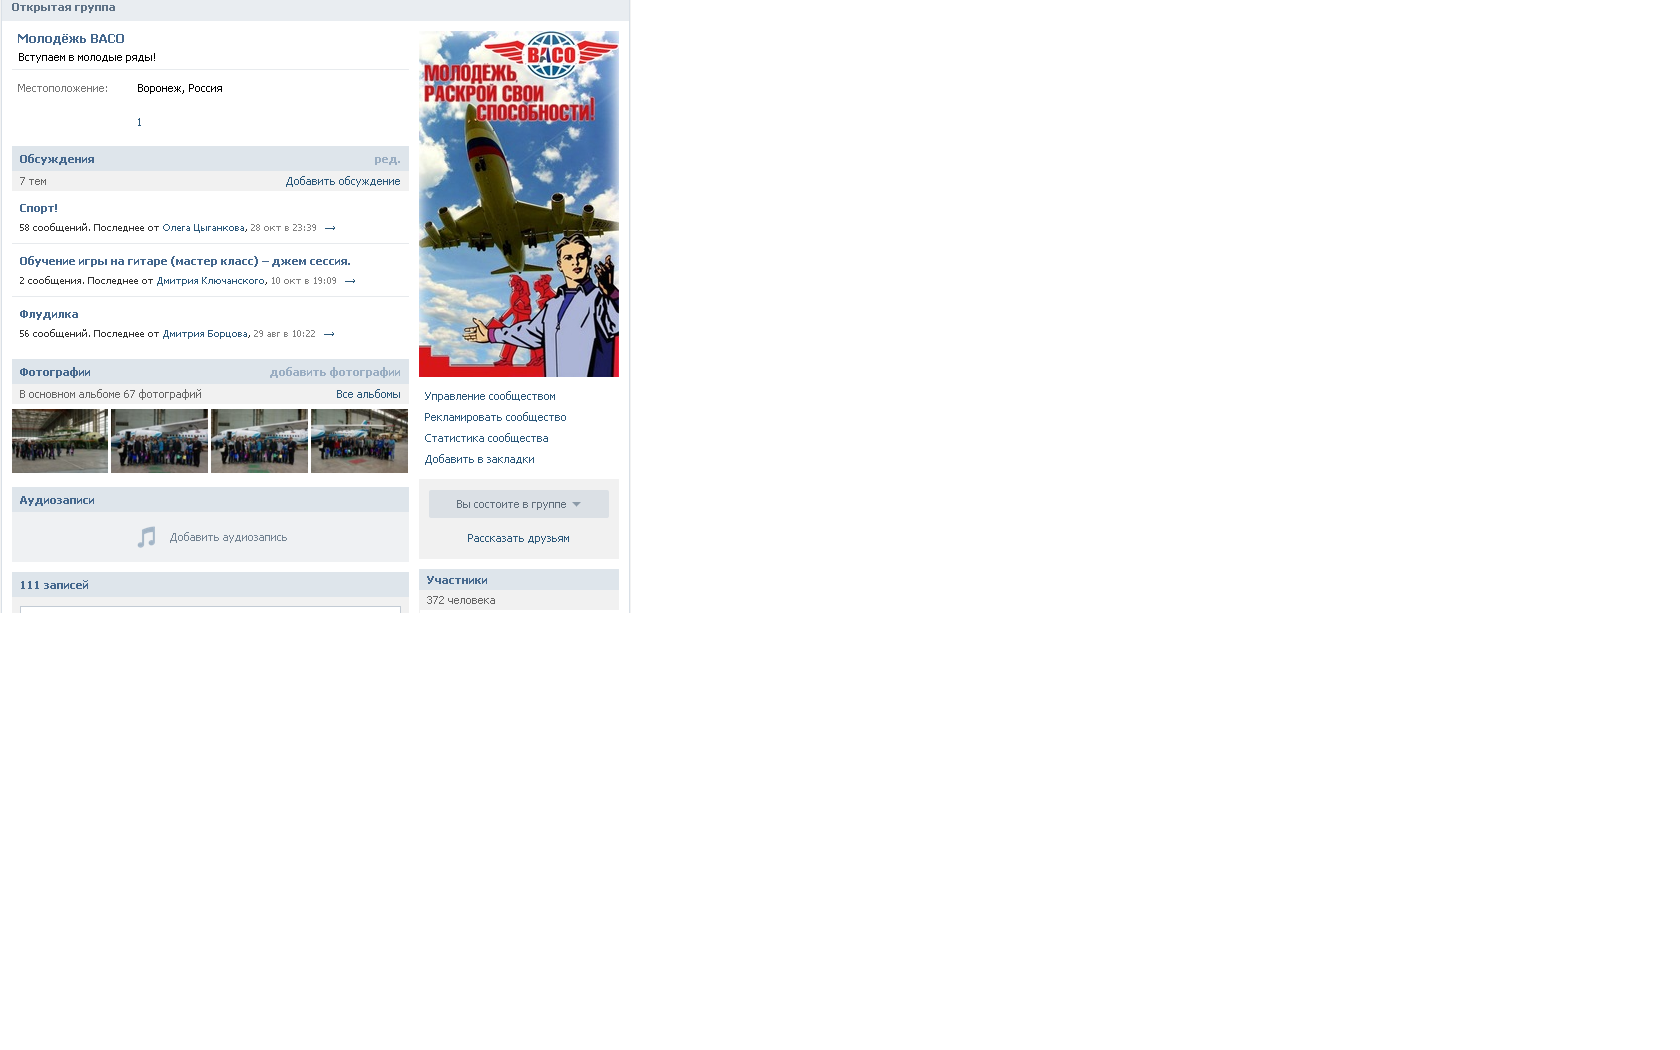 Открытая группа
Молодёжь ВАСО
Вступаем в молодые ряды!
Местоположение: Воронеж, Россия
1
Обсуждения ред.
7 тем Добавить обсуждение
Спорт!
58 сообщений. Последнее от Олега Цыганкова, 28 окт в 23:39 →
Обучение игры на гитаре (мастер класс) – джем сессия.
2 сообщения. Последнее от Дмитрия Ключанского, 10 окт в 19:09 →
Флудилка
56 сообщений. Последнее от Дмитрия Борцова, 29 авг в 10:22 →
Фотографии добавить фотографии
В основном альбоме 67 фотографий Все альбомы
Аудиозаписи
Добавить аудиозапись
111 записей
ВАСО
МОЛОДЁЖЬ,
РАСКРОЙ СВОИ
СПОСОБНОСТИ!
Управление сообществом
Рекламировать сообщество
Статистика сообщества
Добавить в закладки
Вы состоите в группе
Рассказать друзьям
Участники
372 человека